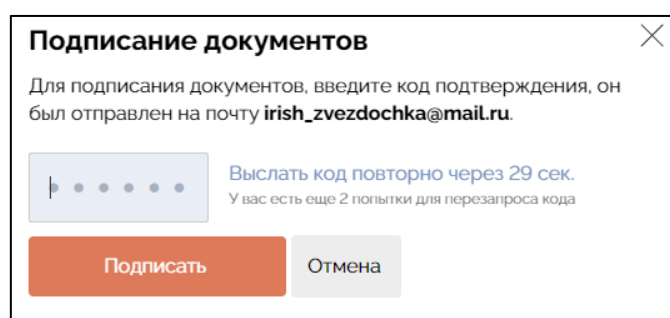 Подписание документов
Для подписания документов, введите код подтверждения, он
был отправлен на почту irish_zvezdochka@mail.ru.
Выслать код повторно через 29 сек.
У вас есть еще 2 попытки для перезапроса кода
Подписать
Отмена